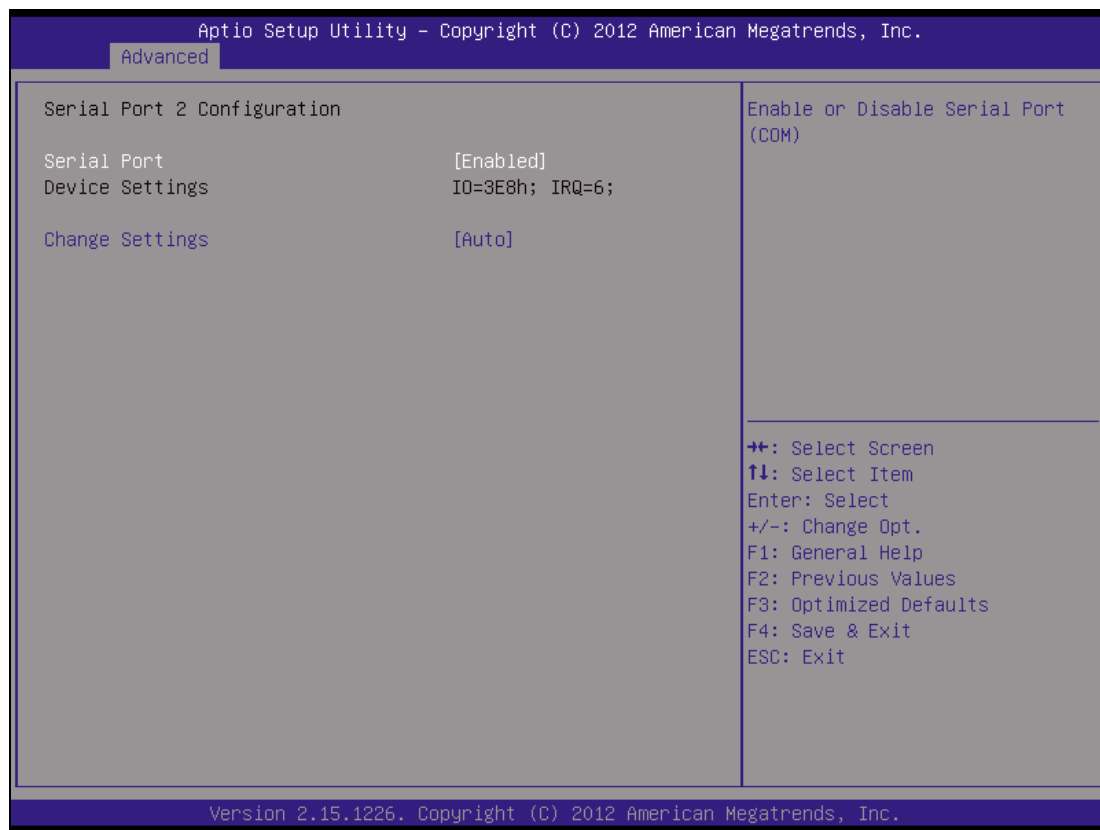 Aptio Setup Utility – Copyright (C) 2012 American Megatrends, Inc.
Advanced
Serial Port 2 Configuration
Serial Port [Enabled]
Device Settings IO=3E8h; IRQ=6;
Change Settings [Auto]
Enable or Disable Serial Port
(COM)
→←: Select Screen
↑↓: Select Item
Enter: Select
+/-: Change Opt.
F1: General Help
F2: Previous Values
F3: Optimized Defaults
F4: Save & Exit
ESC: Exit
Version 2.15.1226. Copyright (C) 2012 American Megatrends, Inc.